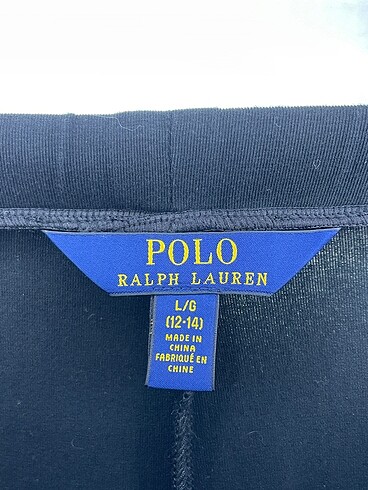 POLO
RALPH LAUREN
L/G
(12-14)
MADE IN
CHINA
FABRIQUÉ EN
CHINE